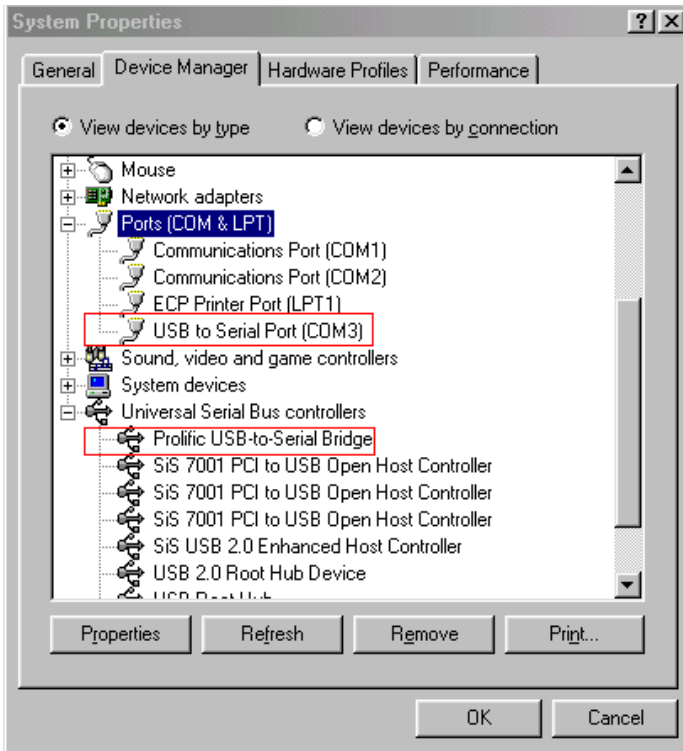 System Properties
? X
General Device Manager Hardware Profiles Performance
View devices by type View devices by connection
Mouse
Network adapters
Ports (COM & LPT)
Communications Port (COM1)
Communications Port (COM2)
ECP Printer Port (LPT1)
USB to Serial Port (COM3)
Sound, video and game controllers
System devices
Universal Serial Bus controllers
Prolific USB-to-Serial Bridge
SiS 7001 PCI to USB Open Host Controller
SiS 7001 PCI to USB Open Host Controller
SiS 7001 PCI to USB Open Host Controller
SiS USB 2.0 Enhanced Host Controller
USB 2.0 Root Hub Device
USB Root Hub
Properties Refresh Remove Print...
OK Cancel